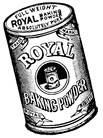 FULL WEIGHT
ROYAL BAKING
POWDER
ABSOLUTELY PURE
ROYAL
BAKING POWDER